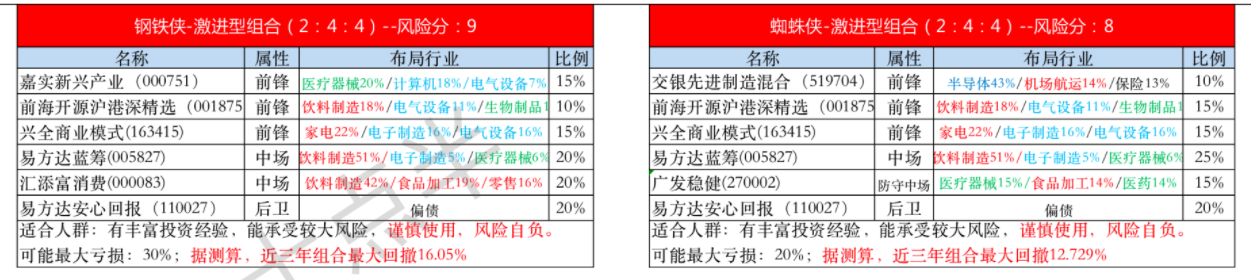 钢铁侠-激进型组合（2：4：4）--风险分：9
名称 属性 布局行业 比例
嘉实新兴产业（000751） 前锋 医疗器械20%/计算机18%/电气设备7% 15%
前海开源沪港深精选（001875 前锋 饮料制造18%/电气设备11%/生物制品1 10%
兴全商业模式(163415) 前锋 家电22%/电子制造16%/电气设备16% 15%
易方达蓝筹(005827) 中场 饮料制造51%/电子制造5%/医疗器械6% 20%
汇添富消费(000083) 中场 饮料制造42%/食品加工19%/零售16% 20%
易方达安心回报（110027） 后卫 偏债 20%
适合人群：有丰富投资经验，能承受较大风险，谨慎使用，风险自负。
可能最大亏损：30%；据测算，近三年组合最大回撤16.05%
蜘蛛侠-激进型组合（2：4：4）--风险分：8
名称 属性 布局行业 比例
交银先进制造混合（519704） 前锋 半导体43%/机场航运14%/保险13% 10%
前海开源沪港深精选（001875 前锋 饮料制造18%/电气设备11%/生物制品1 15%
兴全商业模式(163415) 前锋 家电22%/电子制造16%/电气设备16% 15%
易方达蓝筹(005827) 中场 饮料制造51%/电子制造5%/医疗器械6% 25%
广发稳健(270002) 防守中场 医疗器械15%/食品加工14%/医药14% 15%
易方达安心回报（110027） 后卫 偏债 20%
适合人群：有丰富投资经验，能承受较大风险，谨慎使用，风险自负。
可能最大亏损：20%；据测算，近三年组合最大回撤12.729%